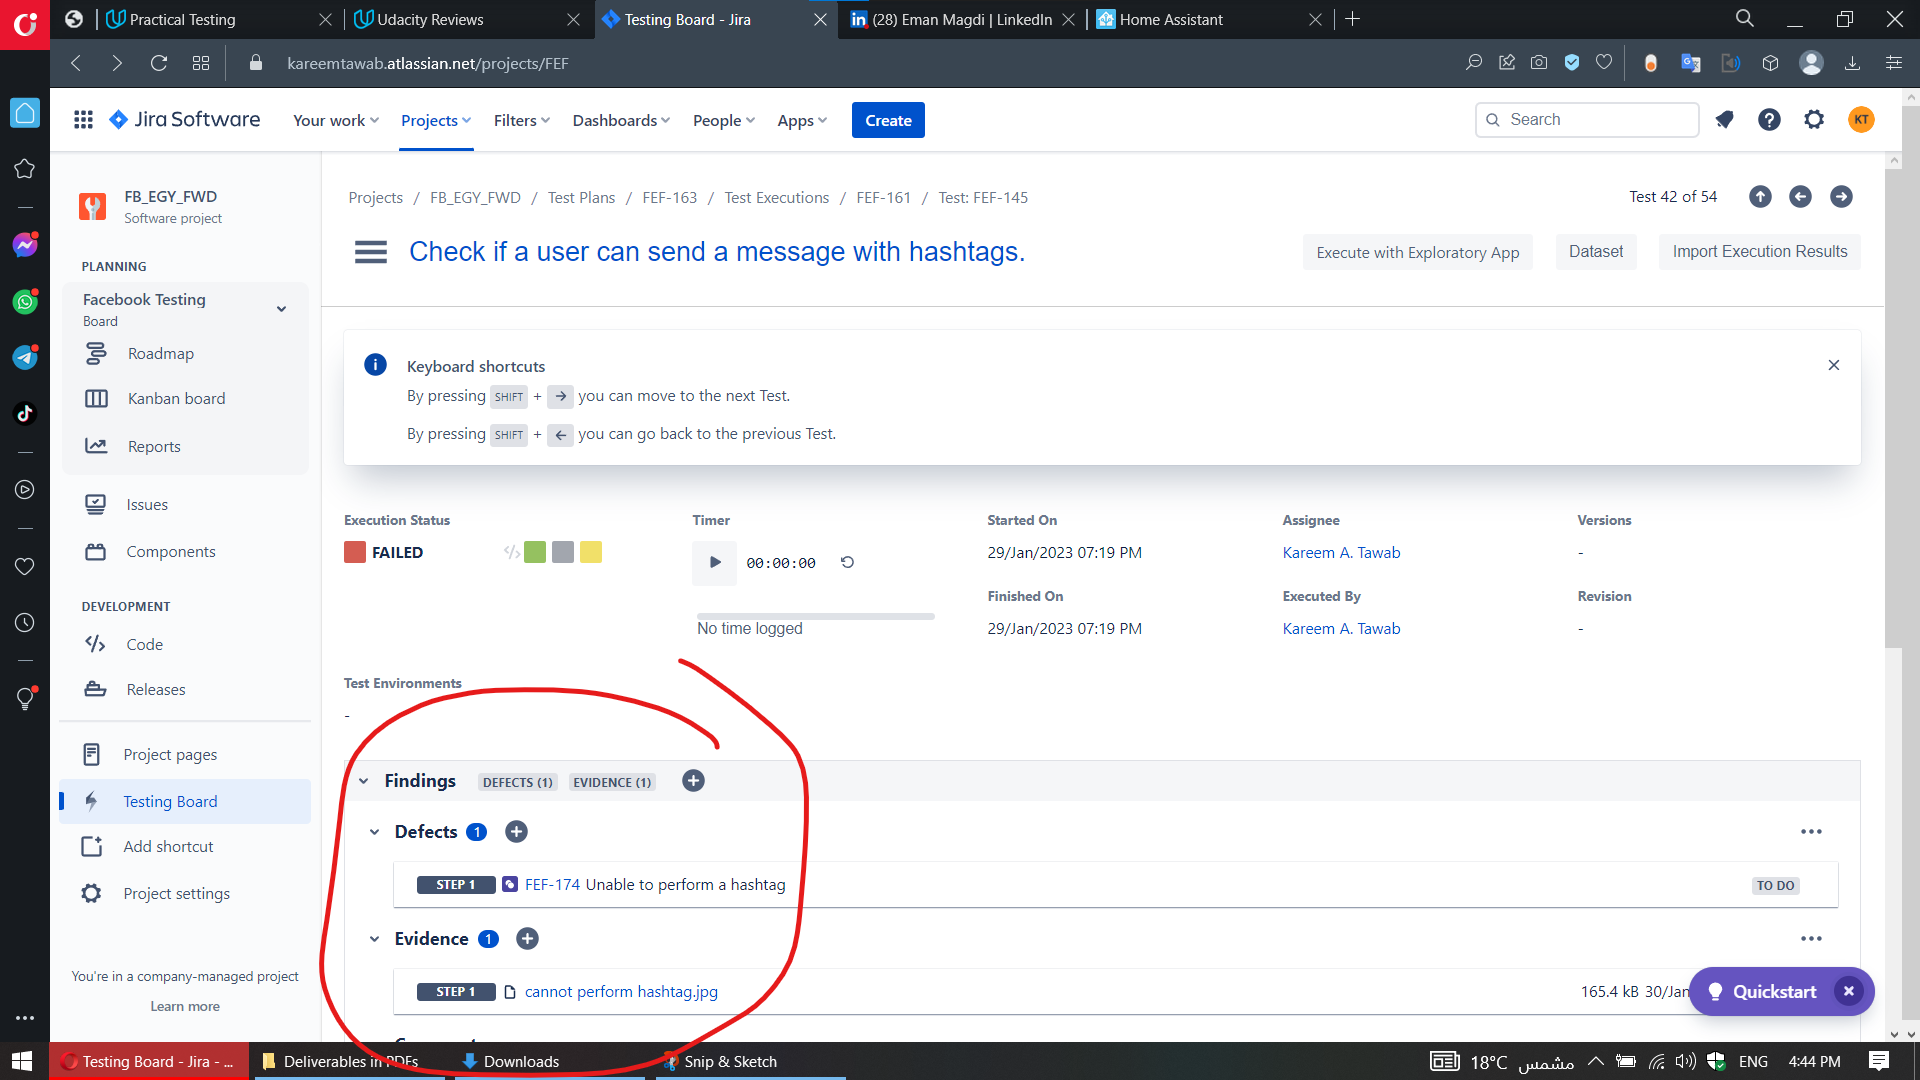 Practical Testing
Udacity Reviews
Testing Board - Jira
(28) Eman Magdi | LinkedIn
Home Assistant
kareemtawab.atlassian.net/projects/FEF
Jira Software
Your work
Projects
Filters
Dashboards
People
Apps
Create
Search
KT
FB_EGY_FWD
Software project
PLANNING
Facebook Testing
Board
Roadmap
Kanban board
Reports
Issues
Components
DEVELOPMENT
Code
Releases
Project pages
Testing Board
Add shortcut
Project settings
You're in a company-managed project
Learn more
Projects / FB_EGY_FWD / Test Plans / FEF-163 / Test Executions / FEF-161 / Test: FEF-145
Test 42 of 54
Check if a user can send a message with hashtags.
Execute with Exploratory App
Dataset
Import Execution Results
Keyboard shortcuts
By pressing SHIFT + → you can move to the next Test.
By pressing SHIFT + ← you can go back to the previous Test.
Execution Status
FAILED
Timer
00:00:00
No time logged
Started On
29/Jan/2023 07:19 PM
Finished On
29/Jan/2023 07:19 PM
Assignee
Kareem A. Tawab
Executed By
Kareem A. Tawab
Versions
-
Revision
-
Test Environments
-
Findings DEFECTS (1) EVIDENCE (1)
Defects 1
STEP 1 FEF-174 Unable to perform a hashtag
TO DO
Evidence 1
STEP 1 cannot perform hashtag.jpg
165.4 kB 30/Jan
Quickstart
Testing Board - Jira - ...
Deliverables in PDFs
Downloads
Snip & Sketch
18°C مشمس
ENG
4:44 PM